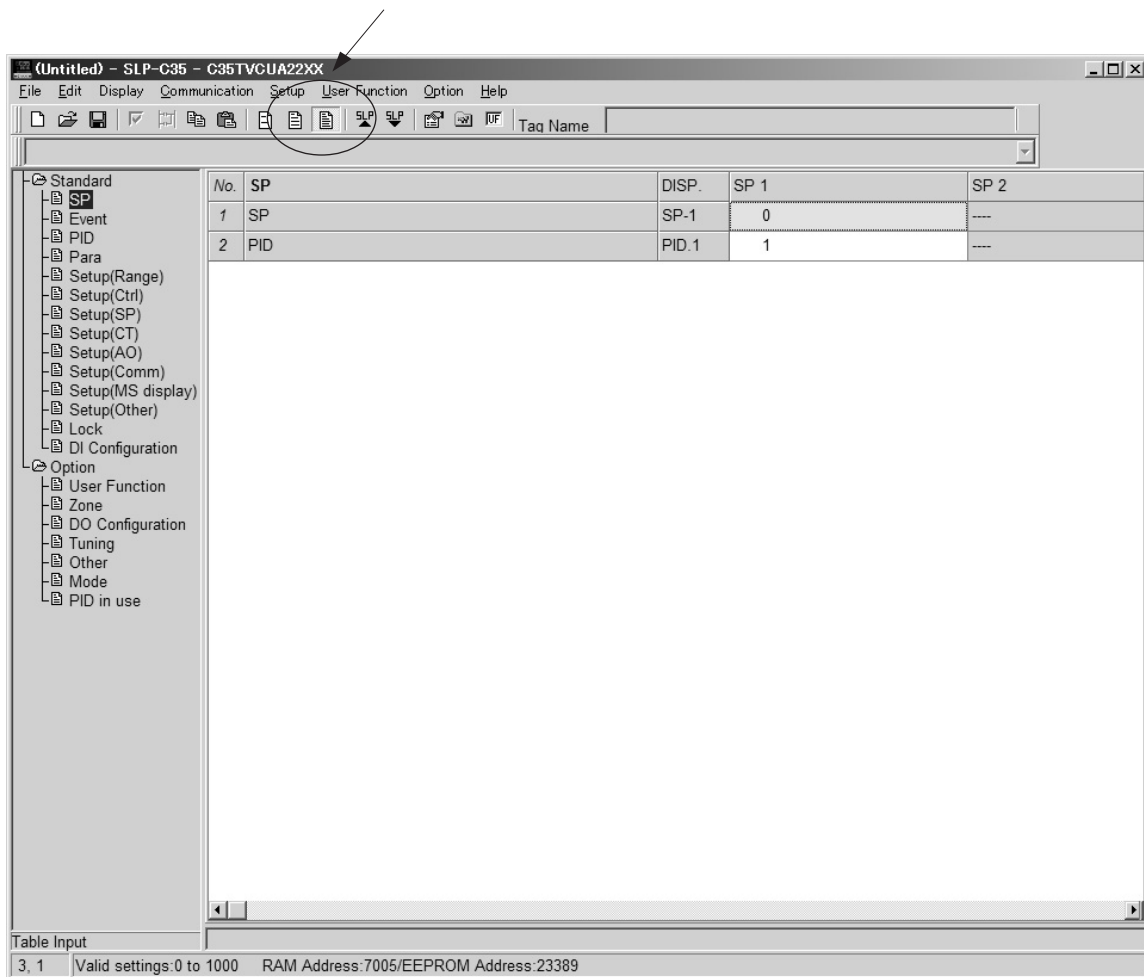 (Untitled) - SLP-C35 - C35TVCUA22XX
File Edit Display Communication Setup User Function Option Help
SLP SLP UF Tag Name
Standard
SP
Event
PID
Para
Setup(Range)
Setup(Ctrl)
Setup(SP)
Setup(CT)
Setup(AO)
Setup(Comm)
Setup(MS display)
Setup(Other)
Lock
DI Configuration
Option
User Function
Zone
DO Configuration
Tuning
Other
Mode
PID in use
No. SP DISP. SP 1 SP 2
1 SP SP-1 0 ----
2 PID PID.1 1 ----
Table Input
3, 1 Valid settings:0 to 1000 RAM Address:7005/EEPROM Address:23389